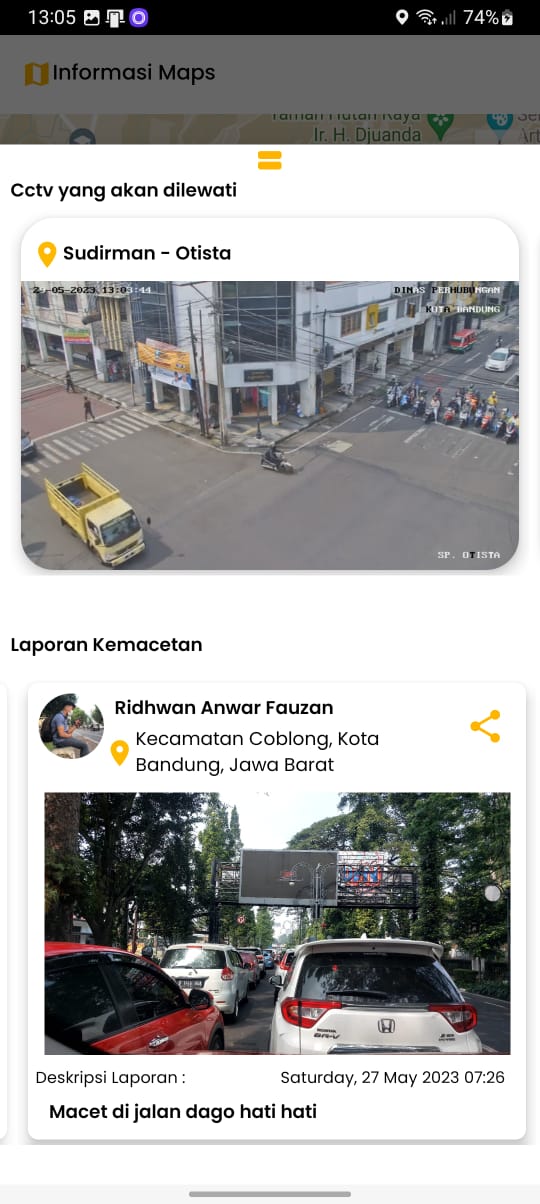 13:05
74%
Informasi Maps
Taman Hutan Raya
Ir. H. Djuanda
Cctv yang akan dilewati
Sudirman - Otista
-05-2023 13:03:44
DINAS PERHUBUNGAN
KOTA BANDUNG
SP. OTISTA
Laporan Kemacetan
Ridhwan Anwar Fauzan
Kecamatan Coblong, Kota
Bandung, Jawa Barat
HONDA
BR-V
Deskripsi Laporan :
Saturday, 27 May 2023 07:26
Macet di jalan dago hati hati